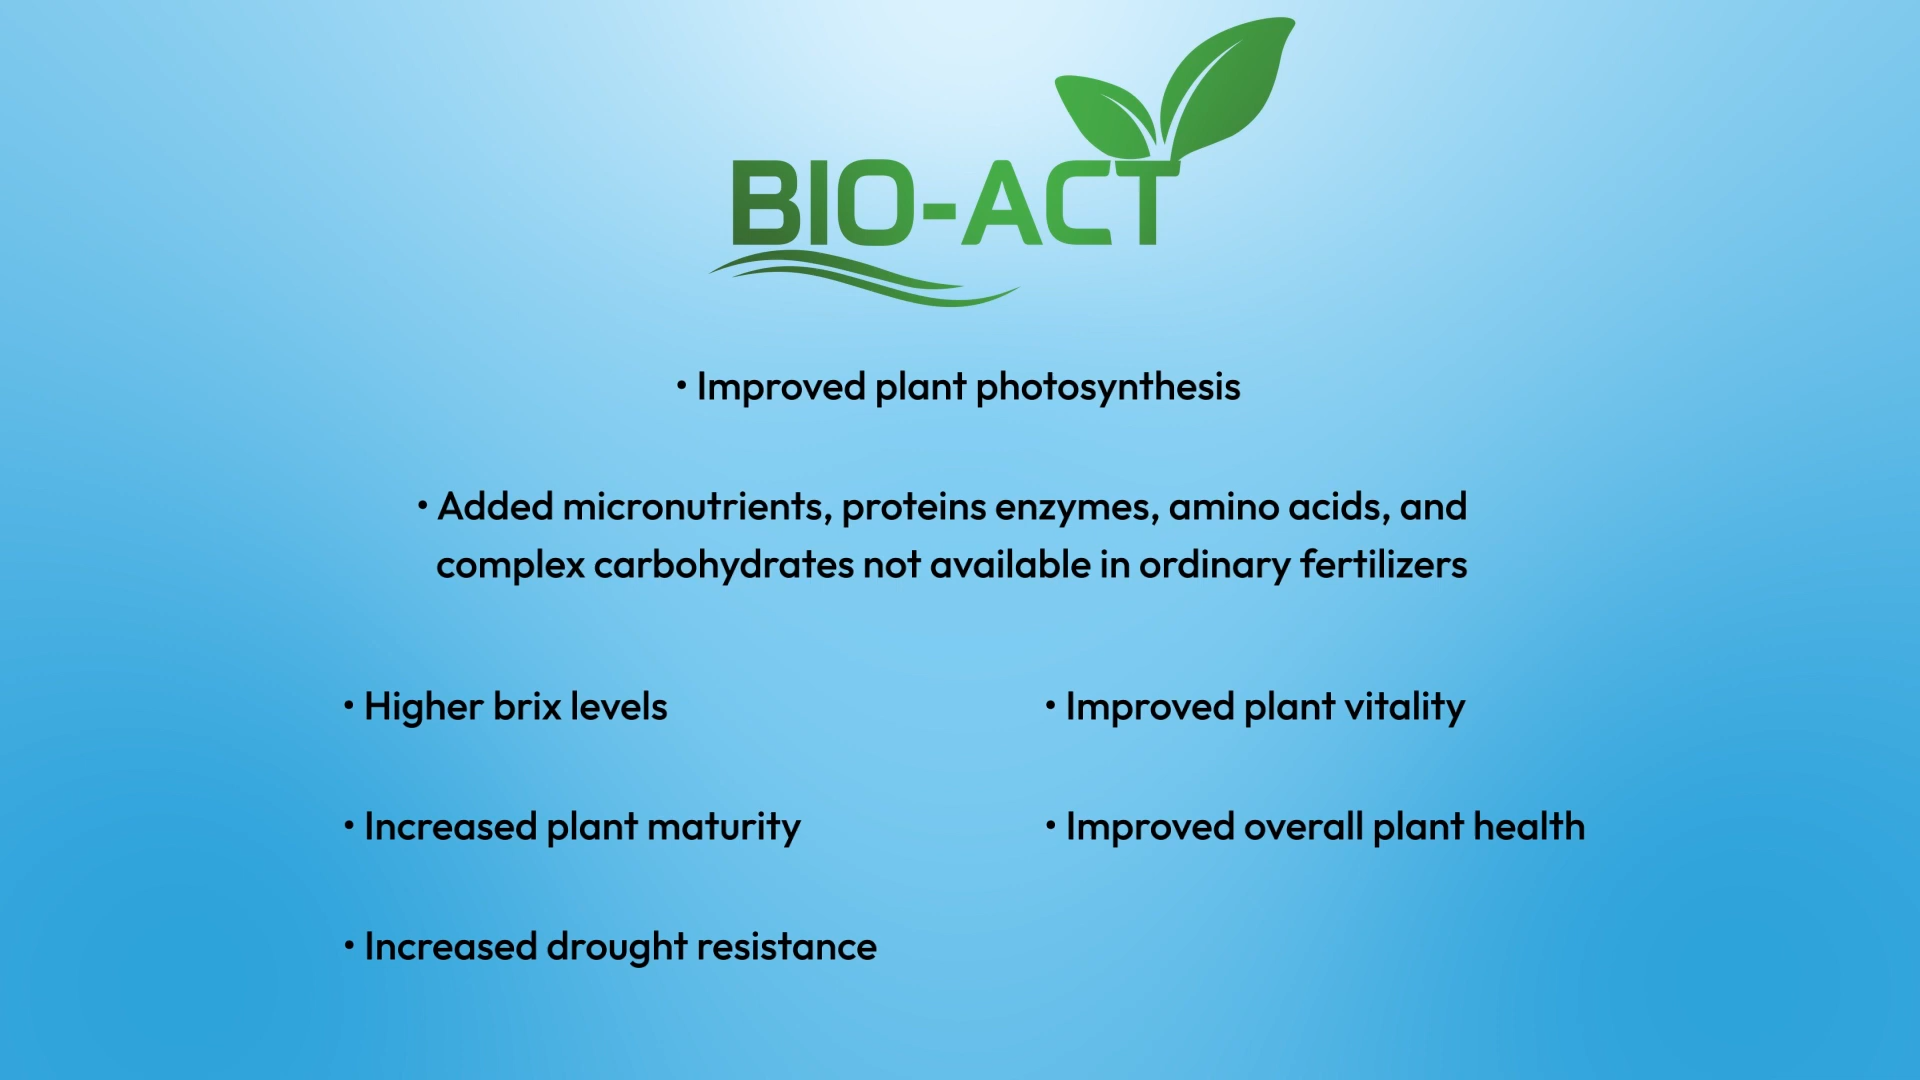 BIO-ACT
• Improved plant photosynthesis
• Added micronutrients, proteins enzymes, amino acids, and
complex carbohydrates not available in ordinary fertilizers
• Higher brix levels
• Increased plant maturity
• Increased drought resistance
• Improved plant vitality
• Improved overall plant health